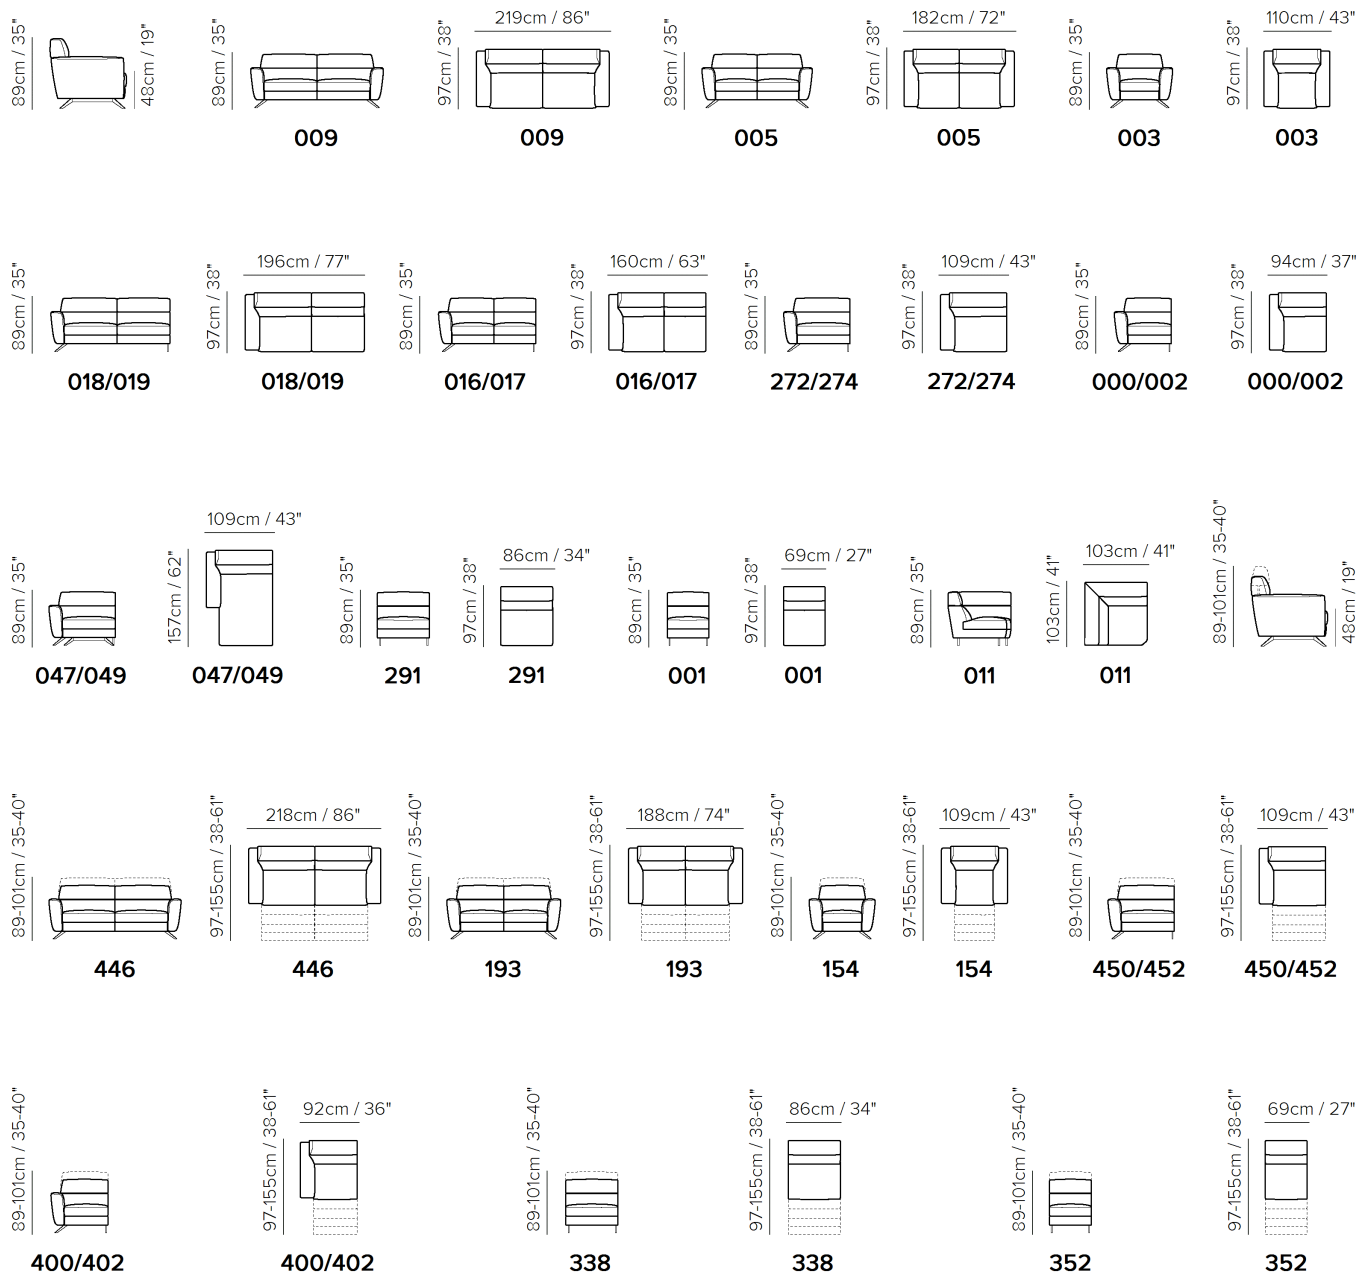 89cm / 35"
48cm / 19"
89cm / 35"
009
97cm / 38"
219cm / 86"
009
89cm / 35"
005
97cm / 38"
182cm / 72"
005
89cm / 35"
003
97cm / 38"
110cm / 43"
003
89cm / 35"
018/019
97cm / 38"
196cm / 77"
018/019
89cm / 35"
016/017
97cm / 38"
160cm / 63"
016/017
89cm / 35"
272/274
97cm / 38"
109cm / 43"
272/274
89cm / 35"
000/002
97cm / 38"
94cm / 37"
000/002
89cm / 35"
047/049
157cm / 62"
109cm / 43"
047/049
89cm / 35"
291
97cm / 38"
86cm / 34"
291
89cm / 35"
001
97cm / 38"
69cm / 27"
001
89cm / 35"
011
103cm / 41"
103cm / 41"
011
89-101cm / 35-40"
48cm / 19"
89-101cm / 35-40"
446
97-155cm / 38-61"
218cm / 86"
446
89-101cm / 35-40"
193
97-155cm / 38-61"
188cm / 74"
193
89-101cm / 35-40"
154
97-155cm / 38-61"
109cm / 43"
154
89-101cm / 35-40"
450/452
97-155cm / 38-61"
109cm / 43"
450/452
89-101cm / 35-40"
400/402
97-155cm / 38-61"
92cm / 36"
400/402
89-101cm / 35-40"
338
97-155cm / 38-61"
86cm / 34"
338
89-101cm / 35-40"
352
97-155cm / 38-61"
69cm / 27"
352